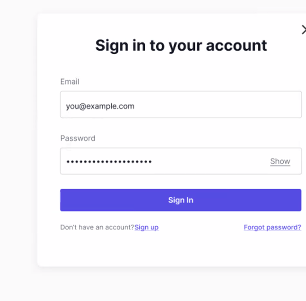 Sign in to your account
Email
you@example.com
Password
•••••••••••••••••••• Show
Sign In
Don't have an account?Sign up Forgot password?